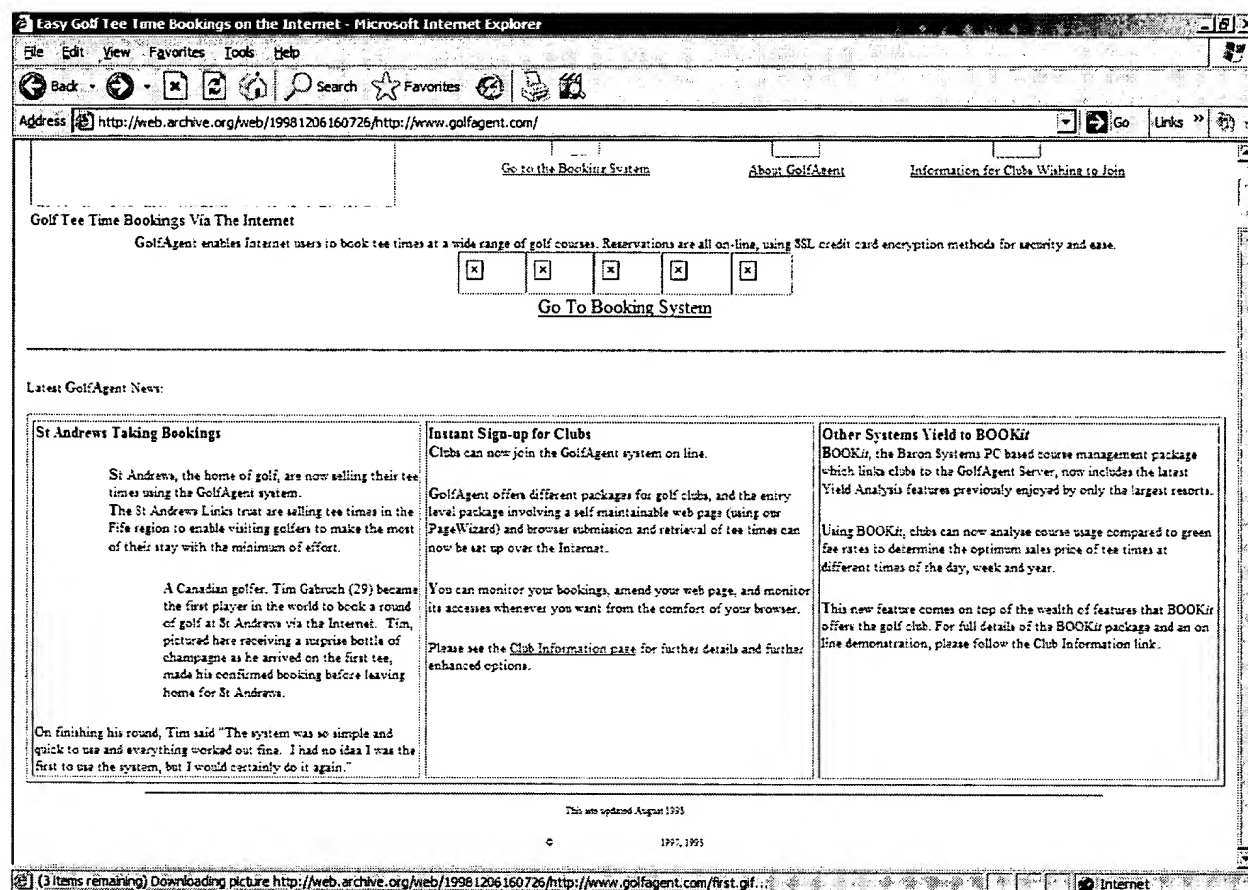 Easy Golf Tee Time Bookings on the Internet - Microsoft Internet Explorer
File Edit View Favorites Tools Help
Back Search Favorites
Address http://web.archive.org/web/19981206160726/http://www.golfagent.com/ Go Links »
Go to the Booking System About GolfAgent Information for Clubs Wishing to Join
Golf Tee Time Bookings Via The Internet
GolfAgent enables Internet users to book tee times at a wide range of golf courses. Reservations are all on-line, using SSL credit card encryption methods for security and ease.
Go To Booking System
Latest GolfAgent News:
St Andrews Taking Bookings
St Andrews, the home of golf, are now selling their tee
times using the GolfAgent system.
The St Andrews Links trust are selling tee times in the
Fife region to enable visiting golfers to make the most
of their stay with the minimum of effort.
A Canadian golfer, Tim Gabruch (29) became
the first player in the world to book a round
of golf at St Andrews via the Internet. Tim,
pictured here receiving a surprise bottle of
champagne as he arrived on the first tee,
made his confirmed booking before leaving
home for St Andrews.
On finishing his round, Tim said "The system was so simple and
quick to use and everything worked out fine. I had no idea I was the
first to use the system, but I would certainly do it again."
Instant Sign-up for Clubs
Clubs can now join the GolfAgent system on line.
GolfAgent offers different packages for golf clubs, and the entry
level package involving a self maintainable web page (using our
PageWizard) and browser submission and retrieval of tee times can
now be set up over the Internet.
You can monitor your bookings, amend your web page, and monitor
its accesses whenever you want from the comfort of your browser.
Please see the Club Information page for further details and further
enhanced options.
Other Systems Yield to BOOKit
BOOKit, the Baron Systems PC based course management package
which links clubs to the GolfAgent Server, now includes the latest
Yield Analysis features previously enjoyed by only the largest resorts.
Using BOOKit, clubs can now analyse course usage compared to green
fee rates to determine the optimum sales price of tee times at
different times of the day, week and year.
This new feature comes on top of the wealth of features that BOOKit
offers the golf club. For full details of the BOOKit package and an on
line demonstration, please follow the Club Information link.
This site updated August 1998
© 1997, 1998
(3 items remaining) Downloading picture http://web.archive.org/web/19981206160726/http://www.golfagent.com/first.gif... Internet